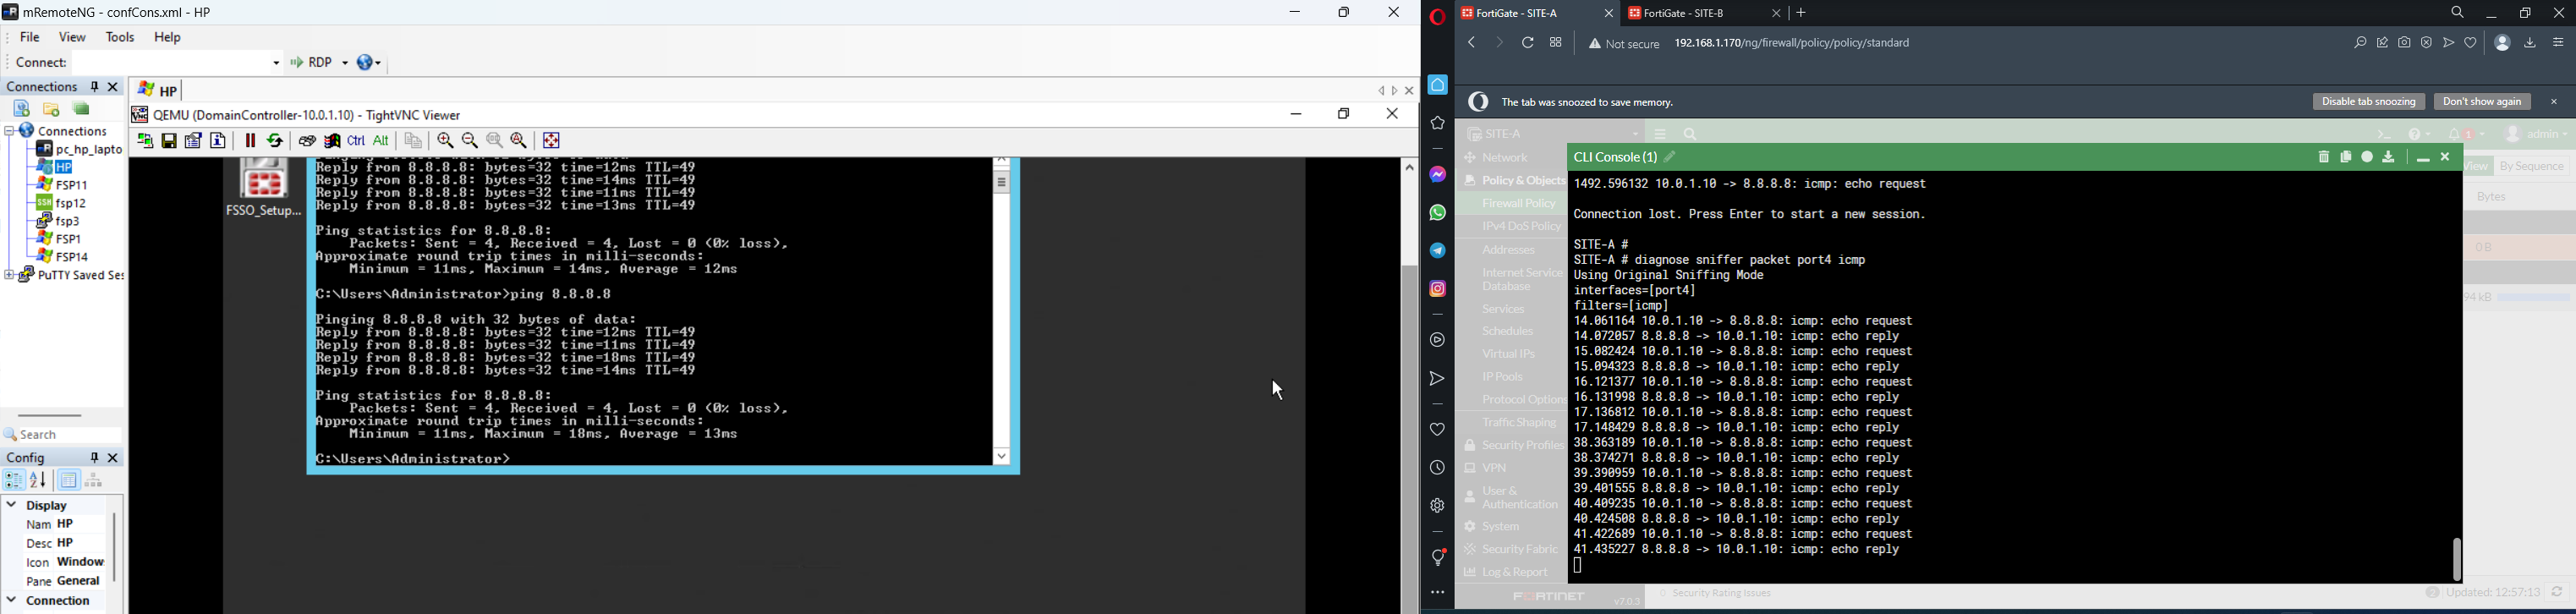 mRemoteNG - confCons.xml - HP
File View Tools Help
Connect: RDP
Connections
Connections
pc_hp_lapto
HP
FSP11
fsp12
fsp3
FSP1
FSP14
PuTTY Saved Ses
Search
Config
Display
Nam HP
Desc HP
Icon Window
Pane General
Connection
HP
QEMU (DomainController-10.0.1.10) - TightVNC Viewer
Ctrl Alt
FSSO_Setup...
Reply from 8.8.8.8: bytes=32 time=12ms TTL=49
Reply from 8.8.8.8: bytes=32 time=14ms TTL=49
Reply from 8.8.8.8: bytes=32 time=11ms TTL=49
Reply from 8.8.8.8: bytes=32 time=13ms TTL=49
Ping statistics for 8.8.8.8:
Packets: Sent = 4, Received = 4, Lost = 0 (0% loss),
Approximate round trip times in milli-seconds:
Minimum = 11ms, Maximum = 14ms, Average = 12ms
C:\Users\Administrator>ping 8.8.8.8
Pinging 8.8.8.8 with 32 bytes of data:
Reply from 8.8.8.8: bytes=32 time=12ms TTL=49
Reply from 8.8.8.8: bytes=32 time=11ms TTL=49
Reply from 8.8.8.8: bytes=32 time=18ms TTL=49
Reply from 8.8.8.8: bytes=32 time=14ms TTL=49
Ping statistics for 8.8.8.8:
Packets: Sent = 4, Received = 4, Lost = 0 (0% loss),
Approximate round trip times in milli-seconds:
Minimum = 11ms, Maximum = 18ms, Average = 13ms
C:\Users\Administrator>
FortiGate - SITE-A FortiGate - SITE-B
Not secure 192.168.1.170/ng/firewall/policy/policy/standard
The tab was snoozed to save memory. Disable tab snoozing Don't show again
SITE-A 1 admin
Network
Policy & Objects
Firewall Policy
IPv4 DoS Policy
Addresses
Internet Service
Database
Services
Schedules
Virtual IPs
IP Pools
Protocol Options
Traffic Shaping
Security Profiles
VPN
User &
Authentication
System
Security Fabric
Log & Report
FORTINET v7.0.3
CLI Console (1)
1492.596132 10.0.1.10 -> 8.8.8.8: icmp: echo request
Connection lost. Press Enter to start a new session.
SITE-A #
SITE-A # diagnose sniffer packet port4 icmp
Using Original Sniffing Mode
interfaces=[port4]
filters=[icmp]
14.061164 10.0.1.10 -> 8.8.8.8: icmp: echo request
14.072057 8.8.8.8 -> 10.0.1.10: icmp: echo reply
15.082424 10.0.1.10 -> 8.8.8.8: icmp: echo request
15.094323 8.8.8.8 -> 10.0.1.10: icmp: echo reply
16.121377 10.0.1.10 -> 8.8.8.8: icmp: echo request
16.131998 8.8.8.8 -> 10.0.1.10: icmp: echo reply
17.136812 10.0.1.10 -> 8.8.8.8: icmp: echo request
17.148429 8.8.8.8 -> 10.0.1.10: icmp: echo reply
38.363189 10.0.1.10 -> 8.8.8.8: icmp: echo request
38.374271 8.8.8.8 -> 10.0.1.10: icmp: echo reply
39.390959 10.0.1.10 -> 8.8.8.8: icmp: echo request
39.401555 8.8.8.8 -> 10.0.1.10: icmp: echo reply
40.409235 10.0.1.10 -> 8.8.8.8: icmp: echo request
40.424508 8.8.8.8 -> 10.0.1.10: icmp: echo reply
41.422689 10.0.1.10 -> 8.8.8.8: icmp: echo request
41.435227 8.8.8.8 -> 10.0.1.10: icmp: echo reply
View By Sequence
Bytes
0 B
94 kB
0 Security Rating Issues 2 Updated: 12:57:13